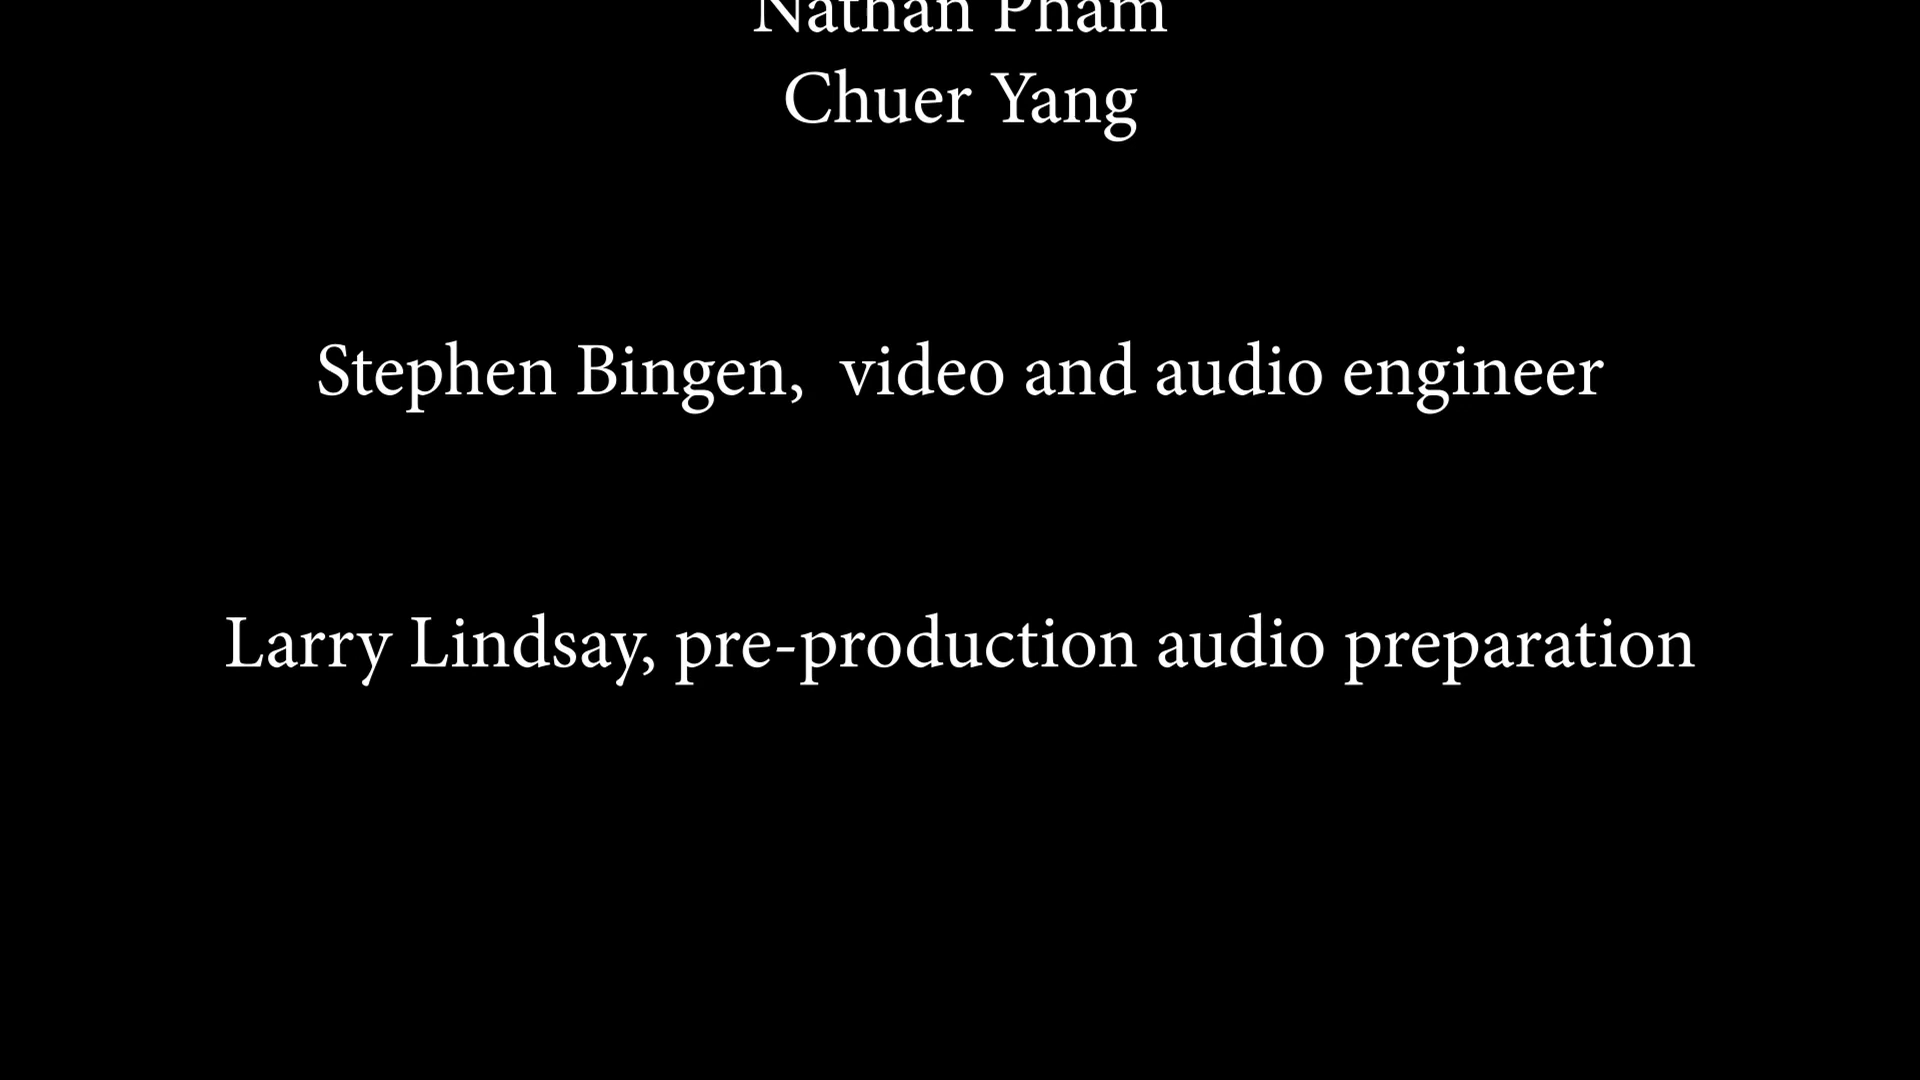 Nathan Pham
Chuer Yang
Stephen Bingen,  video and audio engineer
Larry Lindsay, pre-production audio preparation